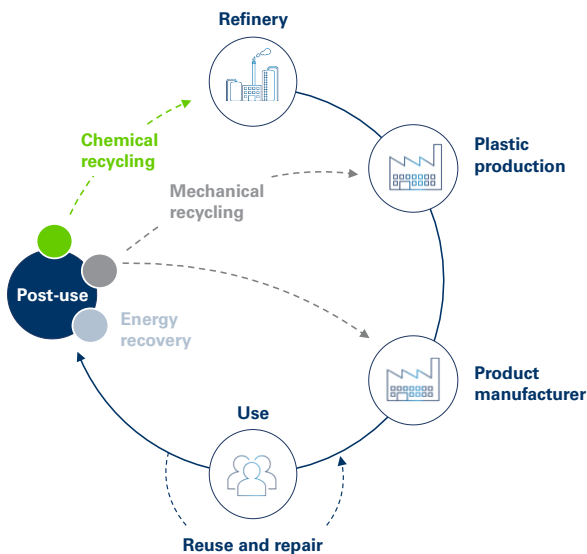 Refinery
Chemical
recycling
Plastic
production
Mechanical
recycling
Post-use
Energy
recovery
Product
manufacturer
Use
Reuse and repair